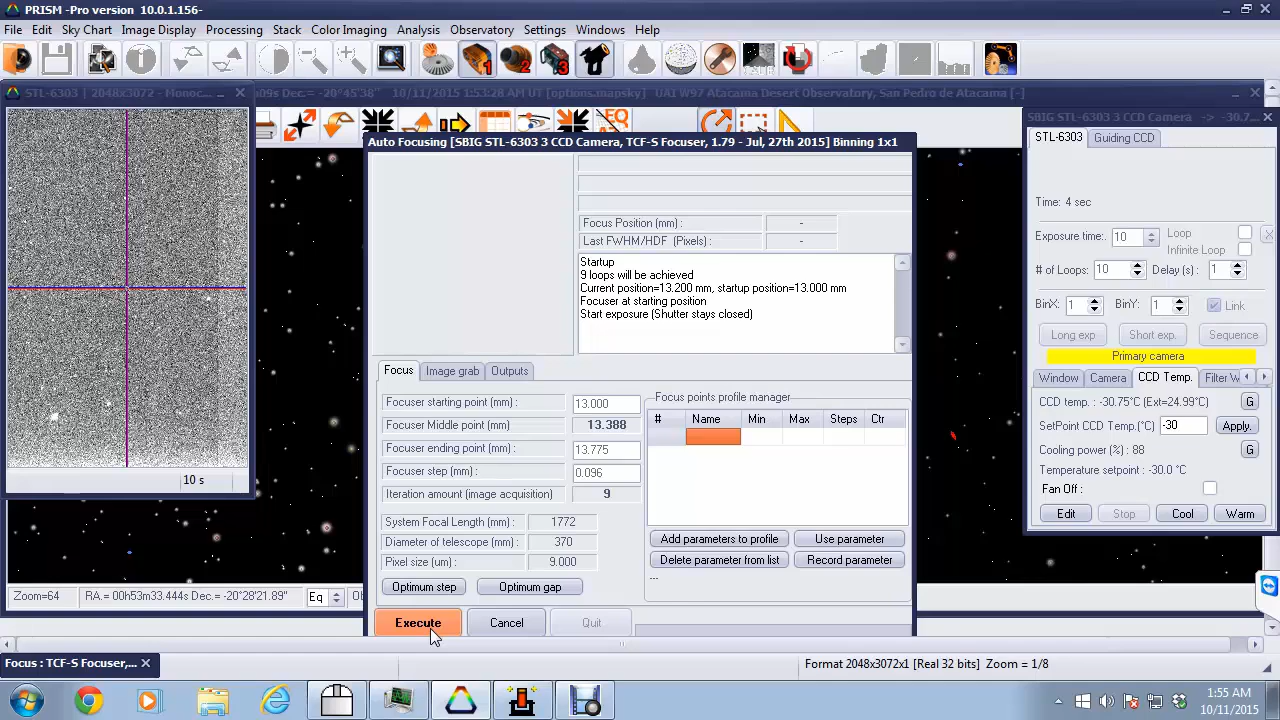 PRISM -Pro version 10.0.1.156-
File Edit Sky Chart Image Display Processing Stack Color Imaging Analysis Observatory Settings Windows Help
STL-6303 | 2048x3072 - Monoc
09s Dec.= -20°45'38" 10/11/2015 1:53:28 AM UT [options.mapsky] UAI W97 Atacama Desert Observatory, San Pedro de Atacama [-]
10 s
Zoom=64 RA.= 00h53m33.444s Dec.= -20°28'21.89" Eq
Auto Focusing [SBIG STL-6303 3 CCD Camera, TCF-S Focuser, 1.79 - Jul, 27th 2015] Binning 1x1
Focus Position (mm) : -
Last FWHM/HDF (Pixels) : -
Startup
9 loops will be achieved
Current position=13.200 mm, startup position=13.000 mm
Focuser at starting position
Start exposure (Shutter stays closed)
Focus Image grab Outputs
Focuser starting point (mm) : 13.000
Focuser Middle point (mm) 13.388
Focuser ending point (mm) : 13.775
Focuser step (mm) : 0.096
Iteration amount (image acquisition) 9
System Focal Length (mm) : 1772
Diameter of telescope (mm) : 370
Pixel size (um) : 9.000
Optimum step Optimum gap
Focus points profile manager
# Name Min Max Steps Ctr
Add parameters to profile Use parameter
Delete parameter from list Record parameter
...
Execute Cancel Quit
SBIG STL-6303 3 CCD Camera -> -30.7
STL-6303 Guiding CCD
Time: 4 sec
Exposure time: 10 Loop
Infinite Loop
# of Loops: 10 Delay (s): 1
BinX: 1 BinY: 1 Link
Long exp Short exp. Sequence
Primary camera
Window Camera CCD Temp. Filter W
CCD temp. : -30.75°C (Ext=24.99°C) G
SetPoint CCD Temp.(°C) -30 Apply.
Cooling power (%) : 88 G
Temperature setpoint : -30.0 °C
Fan Off :
Edit Stop Cool Warm
Focus : TCF-S Focuser,...
Format 2048x3072x1 [Real 32 bits] Zoom = 1/8
1:55 AM
10/11/2015